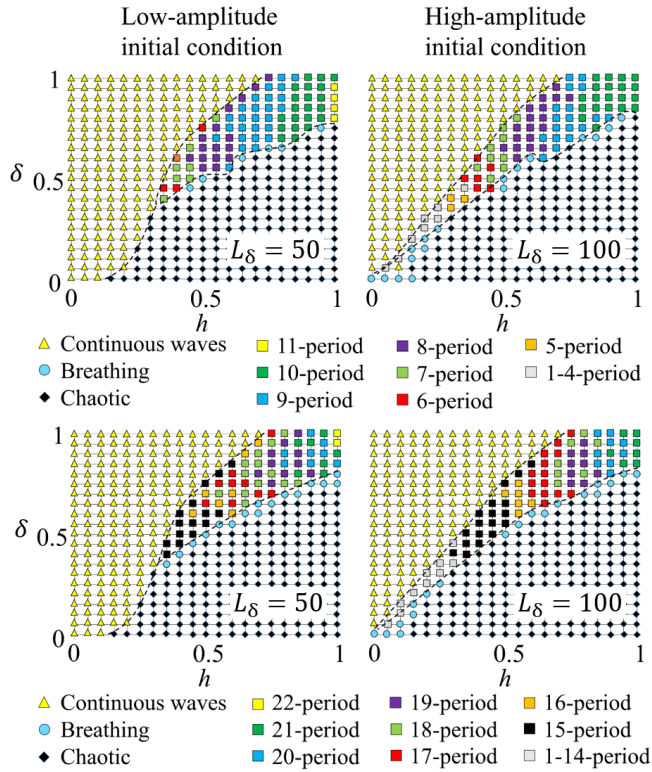 Low-amplitude
initial condition
High-amplitude
initial condition
1
δ
0.5
0
L_δ = 50
0
0.5
1
h
1
0.5
0
L_δ = 100
0
0.5
1
h
Continuous waves
Breathing
Chaotic
11-period
10-period
9-period
8-period
7-period
6-period
5-period
1-4-period
1
δ
0.5
0
L_δ = 50
0
0.5
1
h
1
0.5
0
L_δ = 100
0
0.5
1
h
Continuous waves
Breathing
Chaotic
22-period
21-period
20-period
19-period
18-period
17-period
16-period
15-period
1-14-period